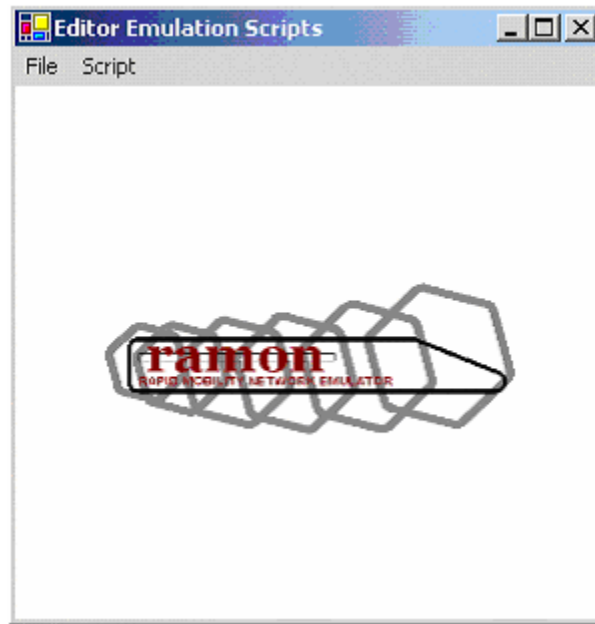 Editor Emulation Scripts
File Script
ramon
RAPID MOBILITY NETWORK EMULATOR